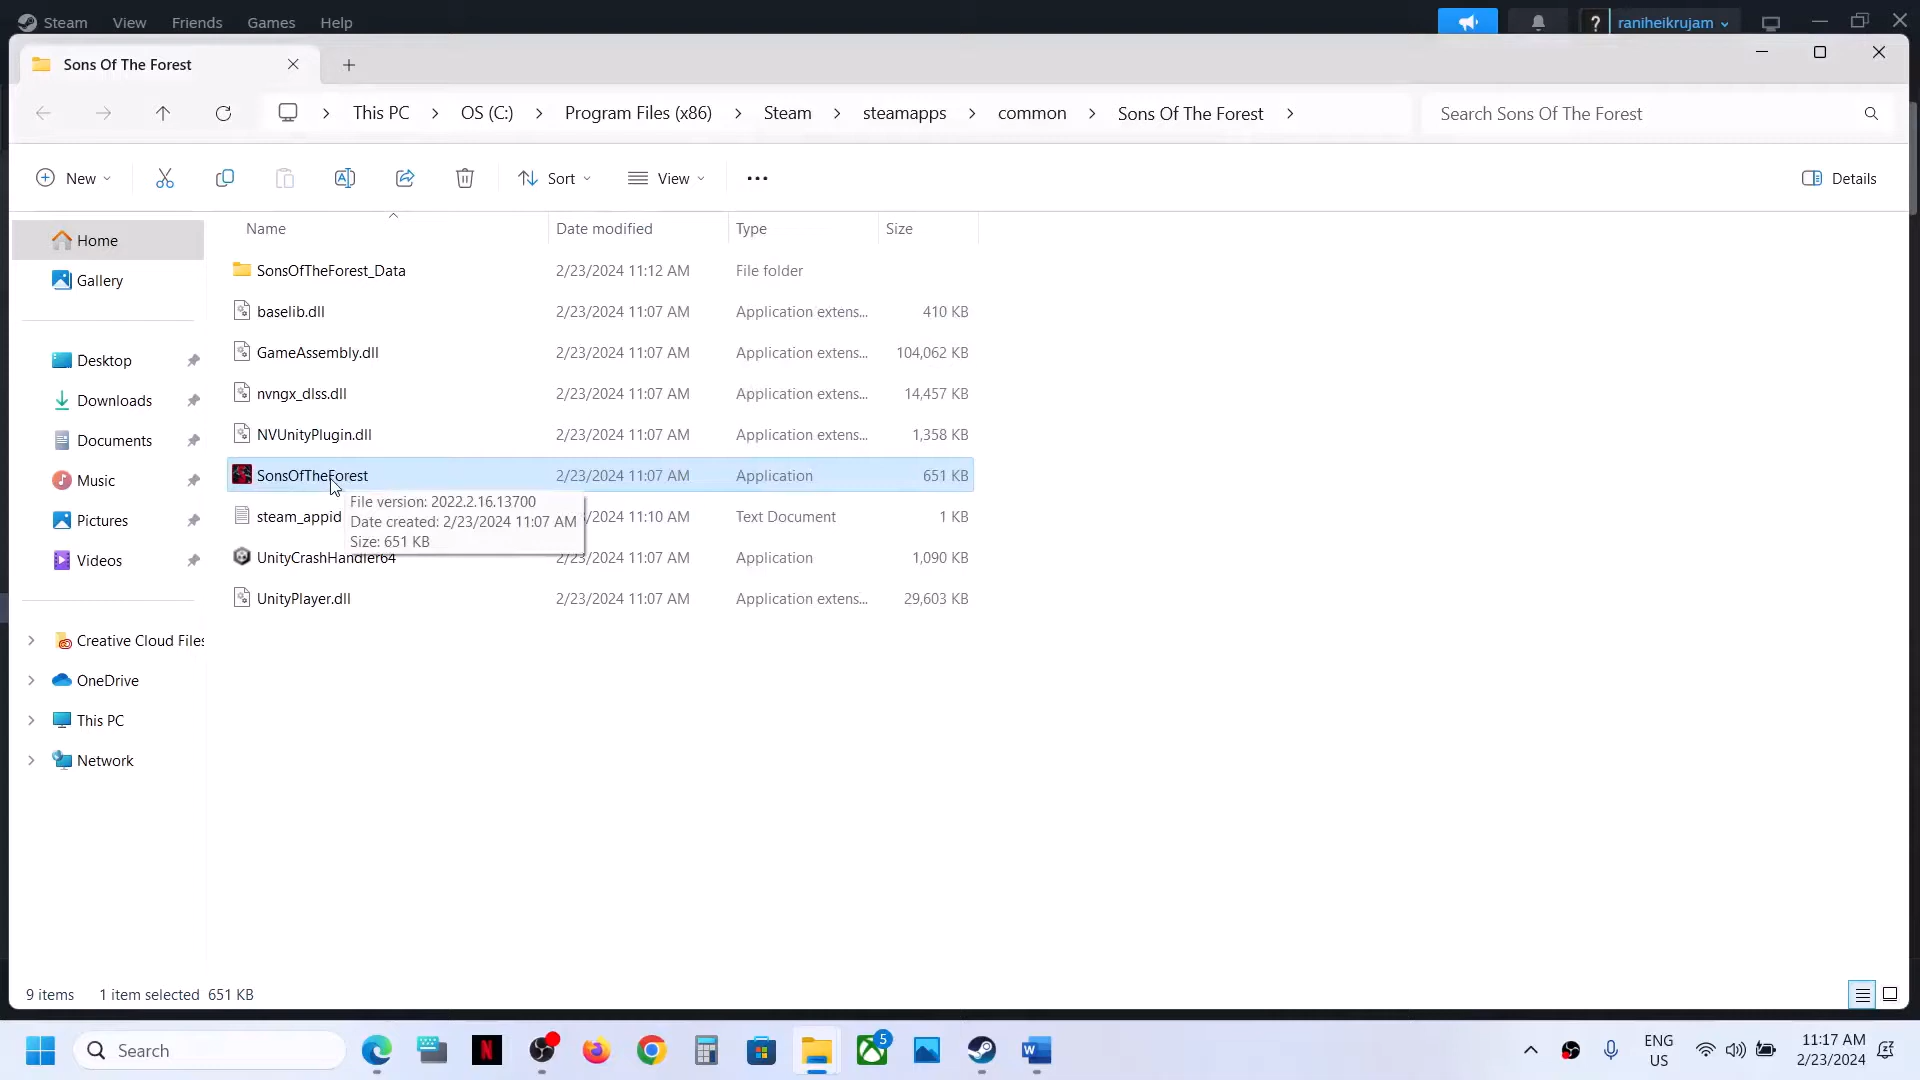 Steam View Friends Games Help ? raniheikrujam
Sons Of The Forest
This PC OS (C:) Program Files (x86) Steam steamapps common Sons Of The Forest Search Sons Of The Forest
New Sort View Details
Name Date modified Type Size
Home
Gallery
Desktop
Downloads
Documents
Music
Pictures
Videos
Creative Cloud Files
OneDrive
This PC
Network
SonsOfTheForest_Data 2/23/2024 11:12 AM File folder
baselib.dll 2/23/2024 11:07 AM Application extens... 410 KB
GameAssembly.dll 2/23/2024 11:07 AM Application extens... 104,062 KB
nvngx_dlss.dll 2/23/2024 11:07 AM Application extens... 14,457 KB
NVUnityPlugin.dll 2/23/2024 11:07 AM Application extens... 1,358 KB
SonsOfTheForest 2/23/2024 11:07 AM Application 651 KB
steam_appid /2024 11:10 AM Text Document 1 KB
File version: 2022.2.16.13700
Date created: 2/23/2024 11:07 AM
Size: 651 KB
UnityCrashHandler64 2/23/2024 11:07 AM Application 1,090 KB
UnityPlayer.dll 2/23/2024 11:07 AM Application extens... 29,603 KB
9 items 1 item selected 651 KB
Search 5 ENG 11:17 AM
US 2/23/2024